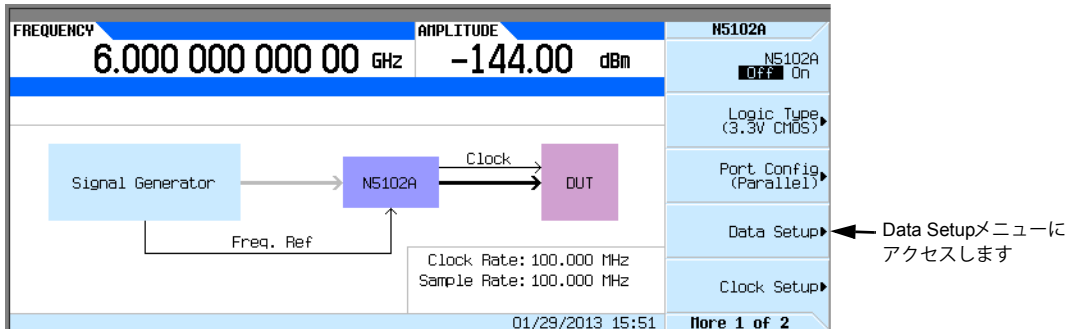 FREQUENCY
6.000 000 000 00 GHz
AMPLITUDE
-144.00 dBm
N5102A
N5102A
Off On
Logic Type
(3.3V CMOS)
Port Config
(Parallel)
Data Setup
Clock Setup
More 1 of 2
Signal Generator
N5102A
Clock
DUT
Freq. Ref
Clock Rate: 100.000 MHz
Sample Rate: 100.000 MHz
01/29/2013 15:51
Data Setupメニューに
アクセスします